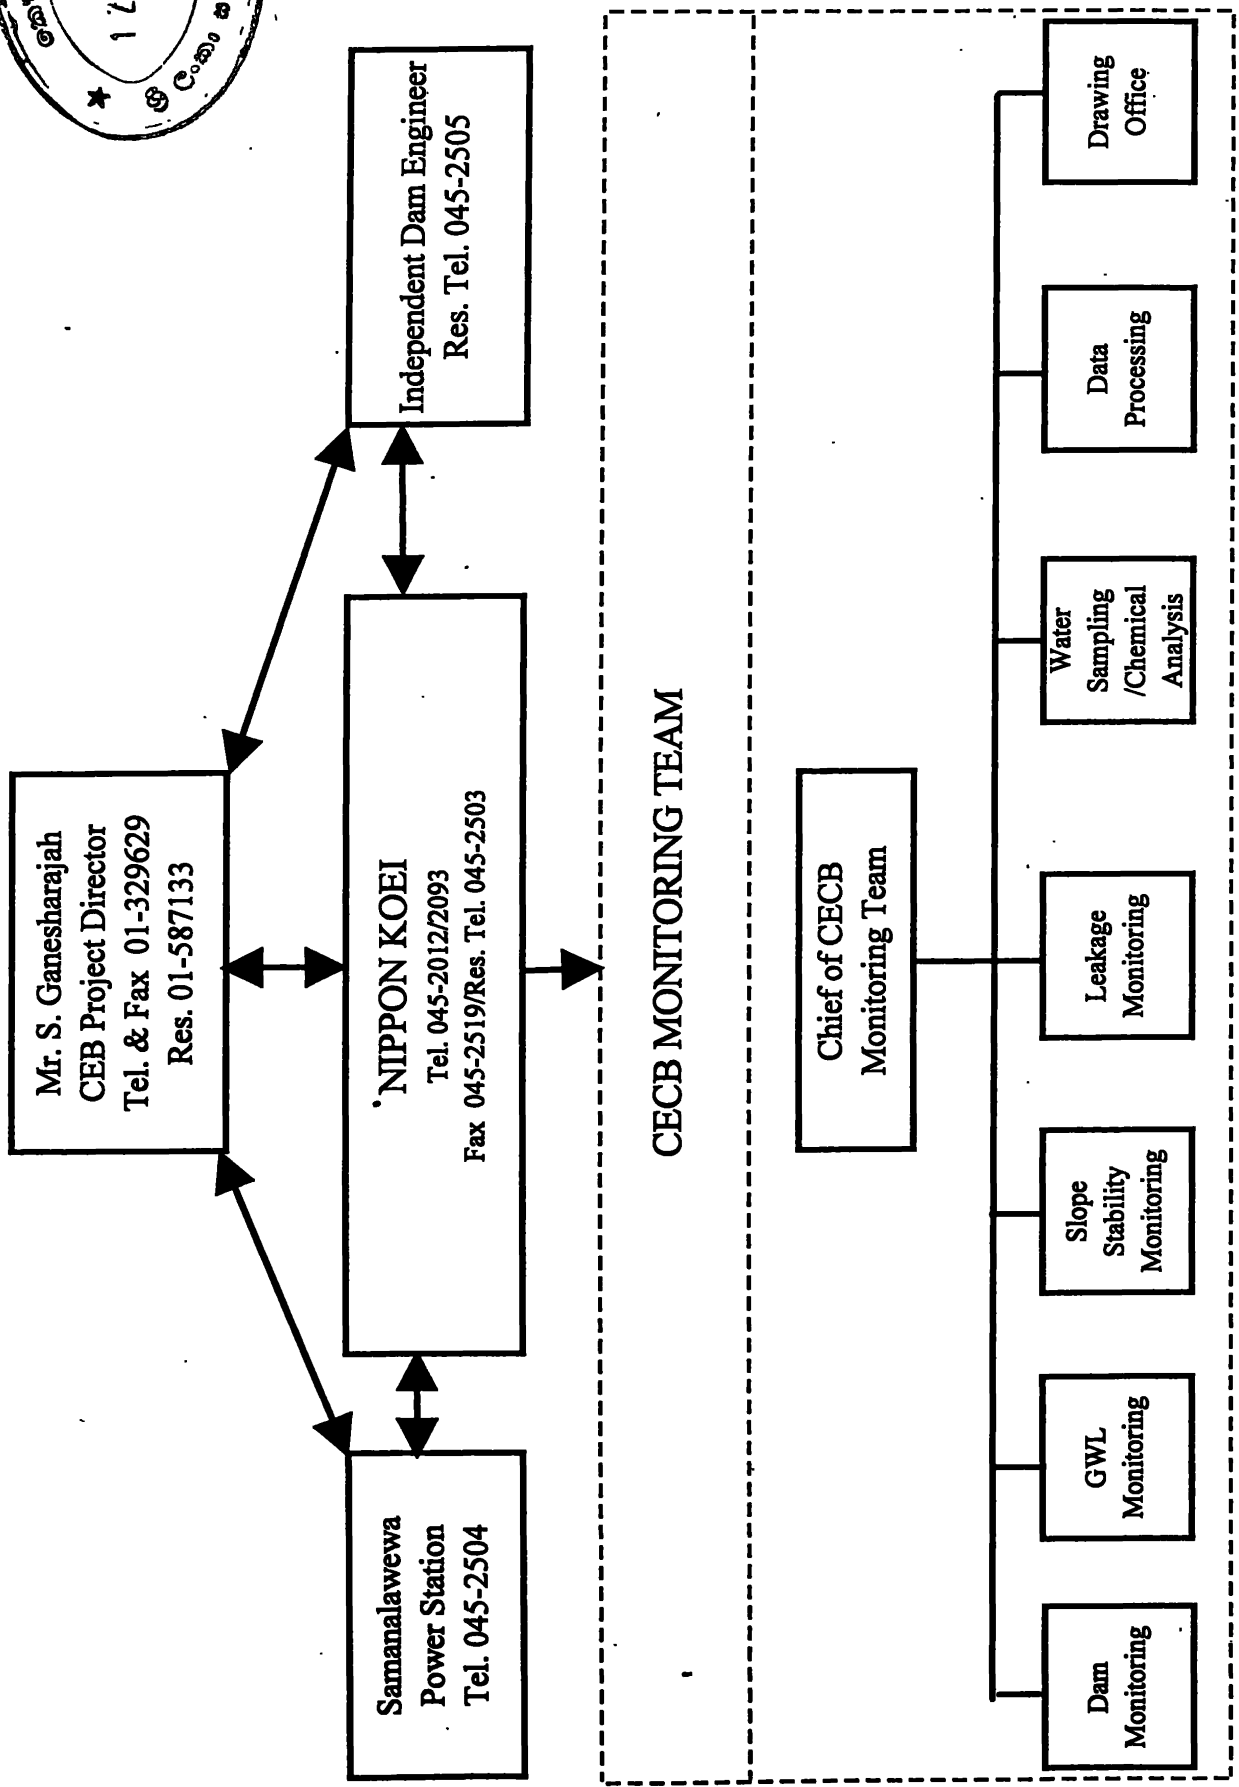 Mr. S. Ganesharajah
CEB Project Director
Tel. & Fax 01-329629
Res. 01-587133
Samanalawewa
Power Station
Tel. 045-2504
NIPPON KOEI
Tel. 045-2012/2093
Fax 045-2519/Res. Tel. 045-2503
Independent Dam Engineer
Res. Tel. 045-2505
CECB MONITORING TEAM
Chief of CECB
Monitoring Team
Dam
Monitoring
GWL
Monitoring
Slope
Stability
Monitoring
Leakage
Monitoring
Water
Sampling
/Chemical
Analysis
Data
Processing
Drawing
Office